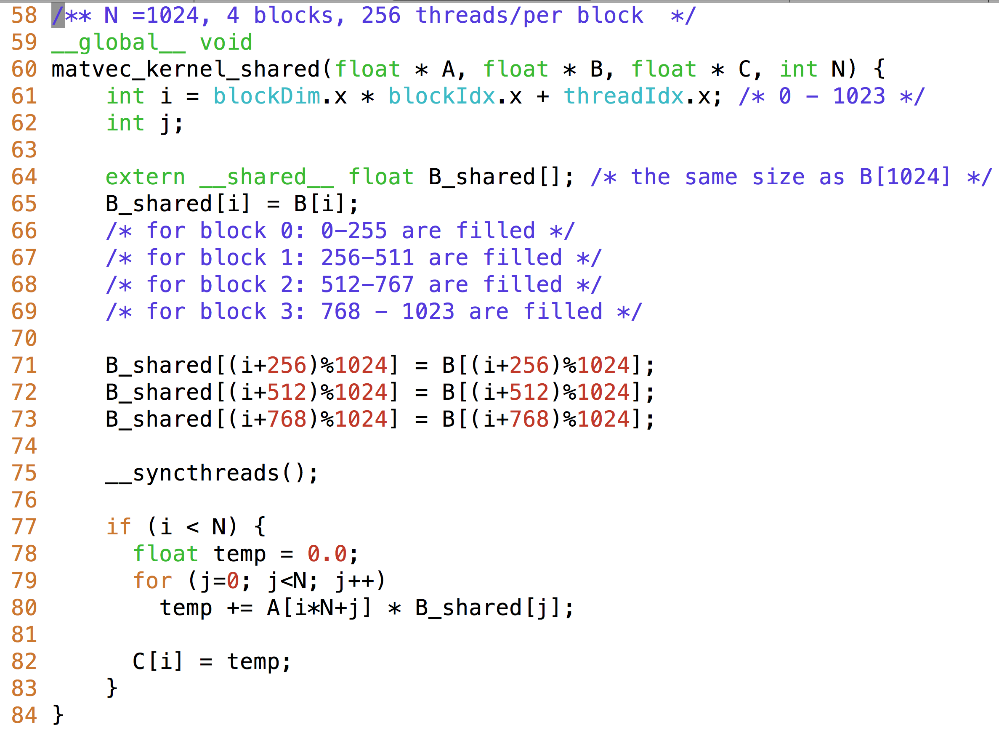 58 /** N =1024, 4 blocks, 256 threads/per block  */
59 __global__ void
60 matvec_kernel_shared(float * A, float * B, float * C, int N) {
61     int i = blockDim.x * blockIdx.x + threadIdx.x; /* 0 - 1023 */
62     int j;
63
64     extern __shared__ float B_shared[]; /* the same size as B[1024] */
65     B_shared[i] = B[i];
66     /* for block 0: 0-255 are filled */
67     /* for block 1: 256-511 are filled */
68     /* for block 2: 512-767 are filled */
69     /* for block 3: 768 - 1023 are filled */
70
71     B_shared[(i+256)%1024] = B[(i+256)%1024];
72     B_shared[(i+512)%1024] = B[(i+512)%1024];
73     B_shared[(i+768)%1024] = B[(i+768)%1024];
74
75     __syncthreads();
76
77     if (i < N) {
78       float temp = 0.0;
79       for (j=0; j<N; j++)
80         temp += A[i*N+j] * B_shared[j];
81
82       C[i] = temp;
83     }
84 }